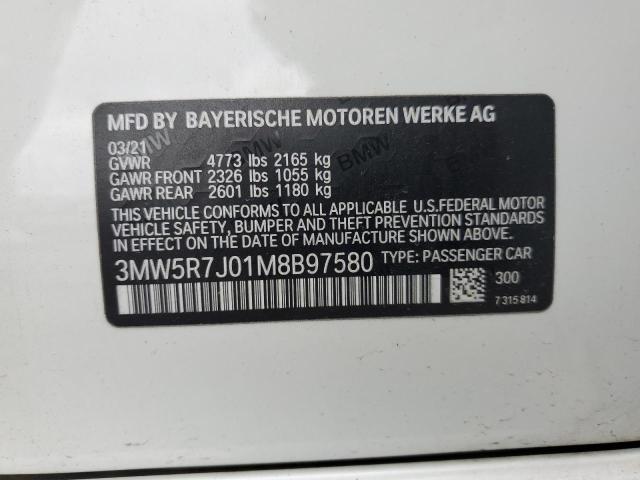 MFD BY BAYERISCHE MOTOREN WERKE AG
03/21
GVWR 4773 lbs 2165 kg
GAWR FRONT 2326 lbs 1055 kg
GAWR REAR 2601 lbs 1180 kg
THIS VEHICLE CONFORMS TO ALL APPLICABLE U.S.FEDERAL MOTOR
VEHICLE SAFETY, BUMPER, AND THEFT PREVENTION STANDARDS
IN EFFECT ON THE DATE OF MANUFACTURE SHOWN ABOVE.
3MW5R7J01M8B97580 TYPE: PASSENGER CAR
300
7 315 814
BMW
BMW